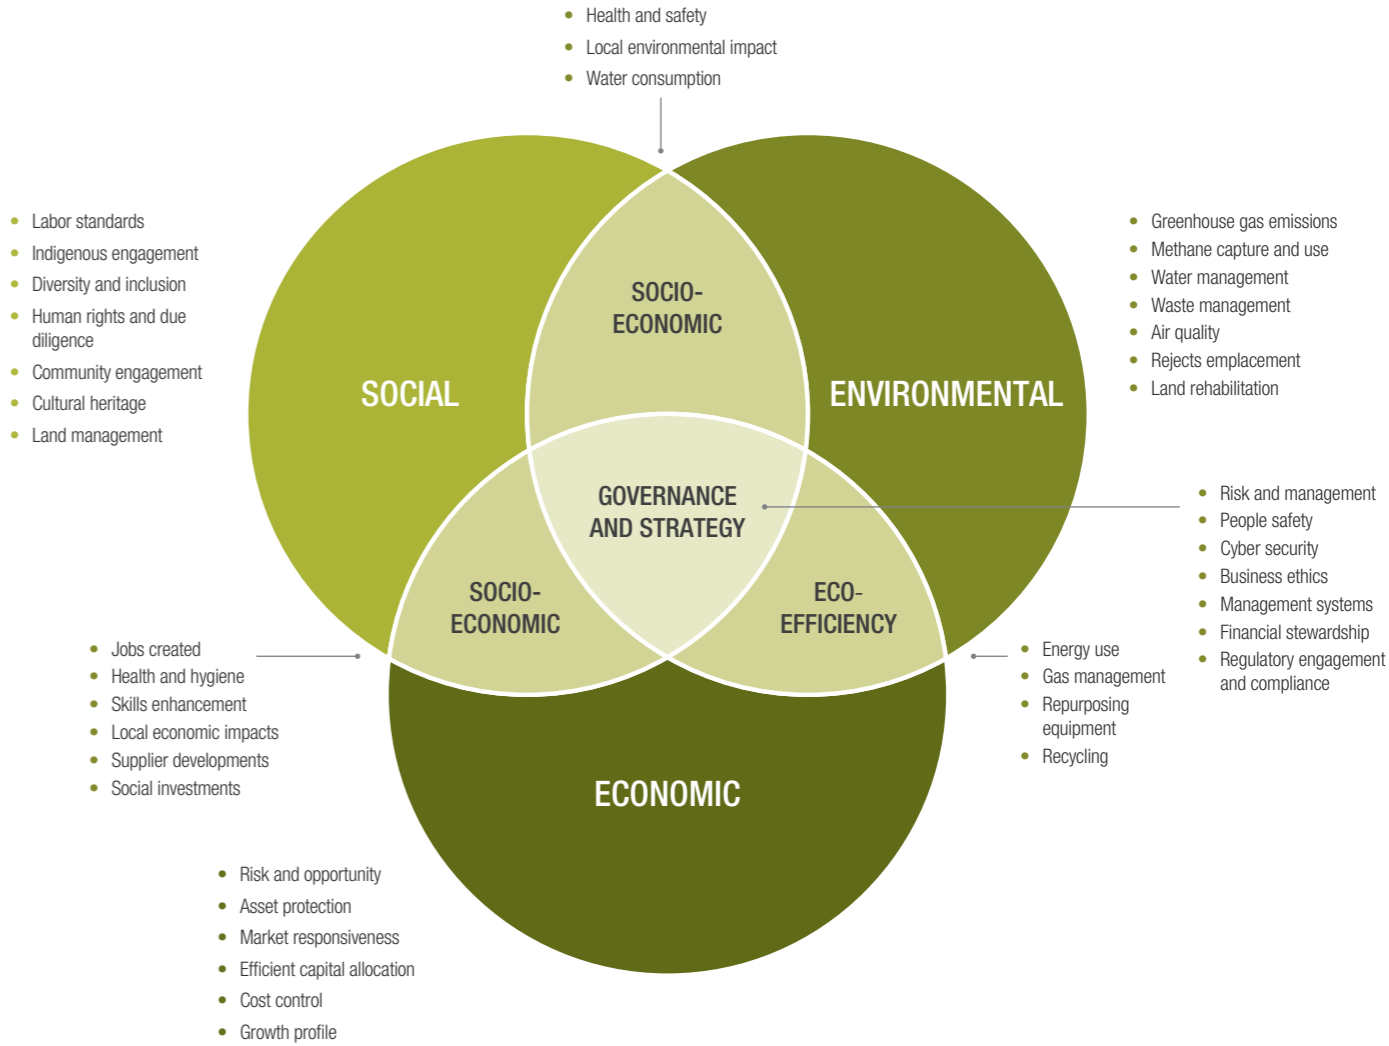 Health and safety
Local environmental impact
Water consumption
Labor standards
Indigenous engagement
Diversity and inclusion
Human rights and due
diligence
Community engagement
Cultural heritage
Land management
SOCIAL
SOCIO-
ECONOMIC
ENVIRONMENTAL
Greenhouse gas emissions
Methane capture and use
Water management
Waste management
Air quality
Rejects emplacement
Land rehabilitation
GOVERNANCE
AND STRATEGY
Risk and management
People safety
Cyber security
Business ethics
Management systems
Financial stewardship
Regulatory engagement
and compliance
SOCIO-
ECONOMIC
ECO-
EFFICIENCY
Jobs created
Health and hygiene
Skills enhancement
Local economic impacts
Supplier developments
Social investments
Energy use
Gas management
Repurposing
equipment
Recycling
ECONOMIC
Risk and opportunity
Asset protection
Market responsiveness
Efficient capital allocation
Cost control
Growth profile